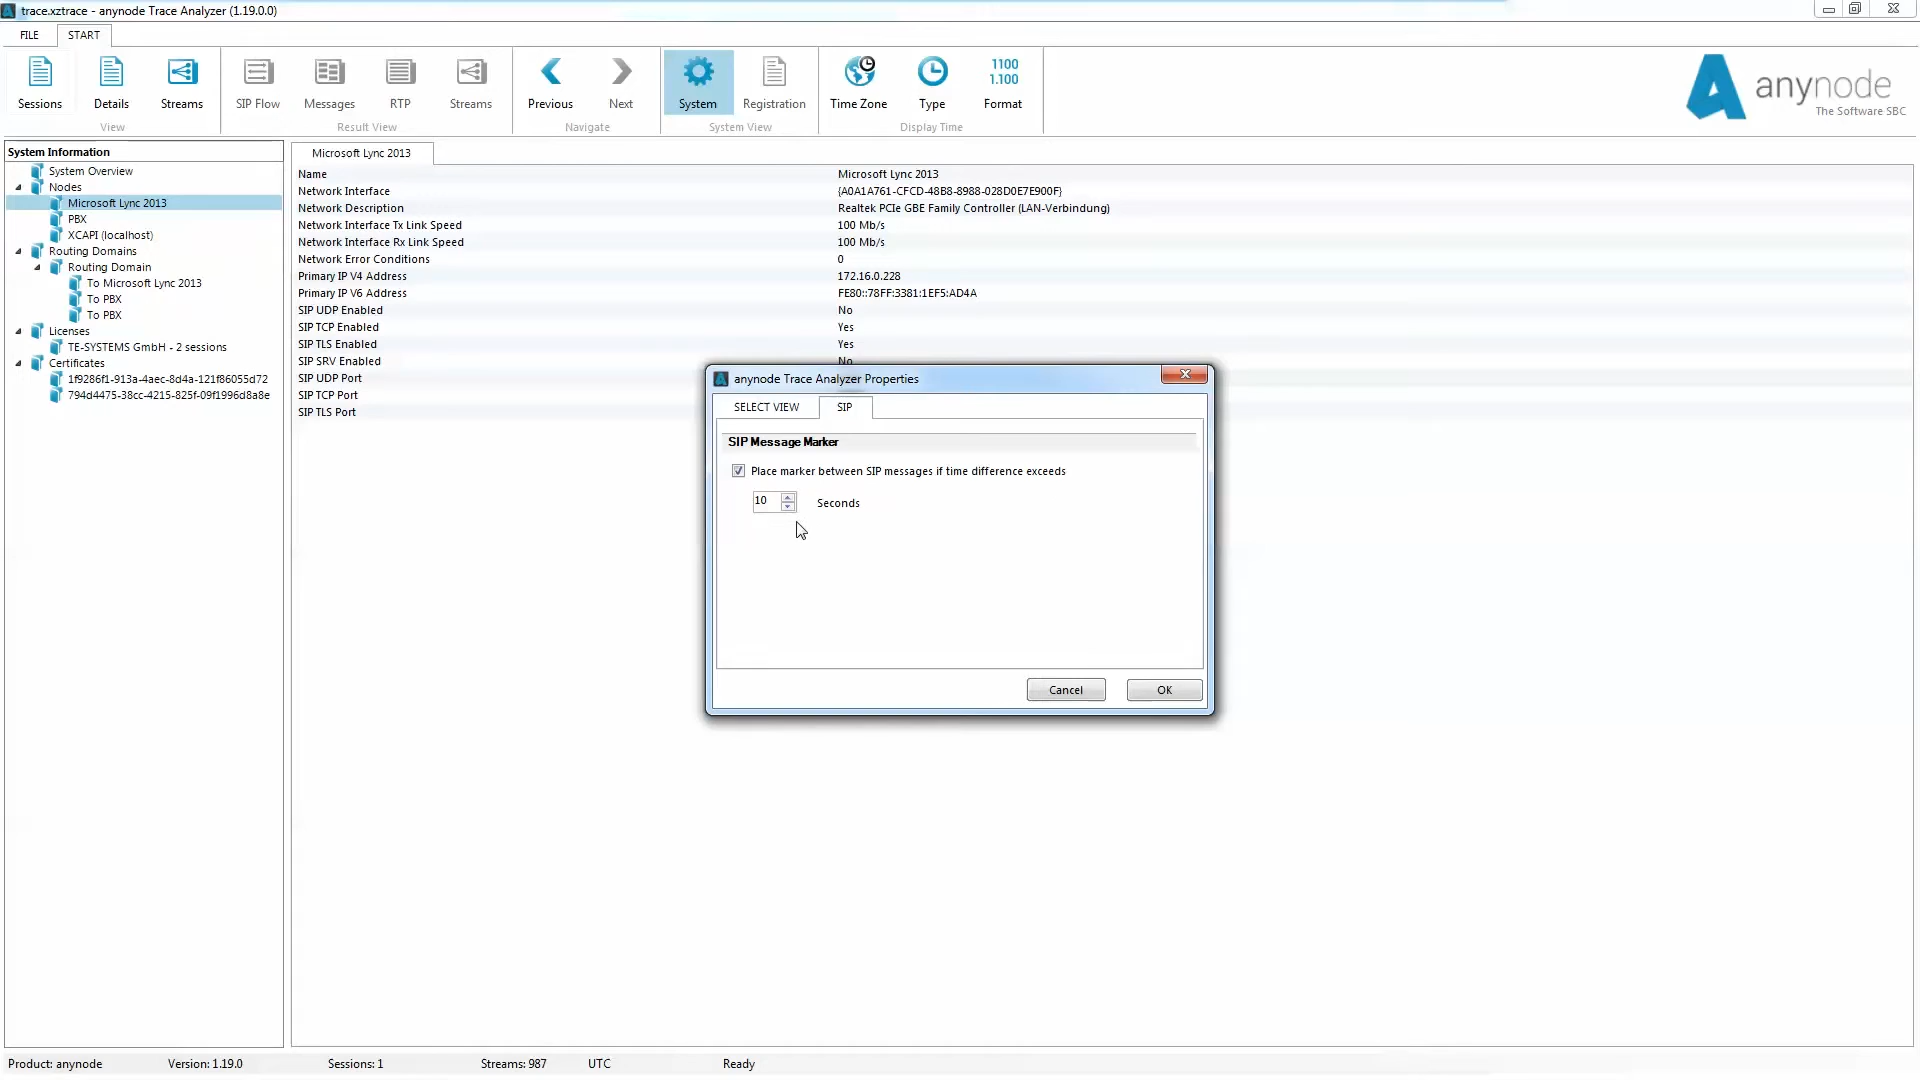 trace.xztrace - anynode Trace Analyzer (1.19.0.0)
FILE START
Sessions Details Streams SIP Flow Messages RTP Streams Previous Next System Registration Time Zone Type 1100 1.100 Format
View Result View Navigate System View Display Time
anynode
The Software SBC
System Information
System Overview
Nodes
Microsoft Lync 2013
PBX
XCAPI (localhost)
Routing Domains
Routing Domain
To Microsoft Lync 2013
To PBX
To PBX
Licenses
TE-SYSTEMS GmbH - 2 sessions
Certificates
1f9286f1-913a-4aec-8d4a-121f86055d72
794d4475-38cc-4215-825f-09f1996d8a8e
Microsoft Lync 2013
Name Microsoft Lync 2013
Network Interface {A0A1A761-CFCD-48B8-8988-028D0E7E900F}
Network Description Realtek PCIe GBE Family Controller (LAN-Verbindung)
Network Interface Tx Link Speed 100 Mb/s
Network Interface Rx Link Speed 100 Mb/s
Network Error Conditions 0
Primary IP V4 Address 172.16.0.228
Primary IP V6 Address FE80::78FF:3381:1EF5:AD4A
SIP UDP Enabled No
SIP TCP Enabled Yes
SIP TLS Enabled Yes
SIP SRV Enabled No
SIP UDP Port
SIP TCP Port
SIP TLS Port
anynode Trace Analyzer Properties
SELECT VIEW SIP
SIP Message Marker
Place marker between SIP messages if time difference exceeds
10 Seconds
Cancel OK
Product: anynode Version: 1.19.0 Sessions: 1 Streams: 987 UTC Ready